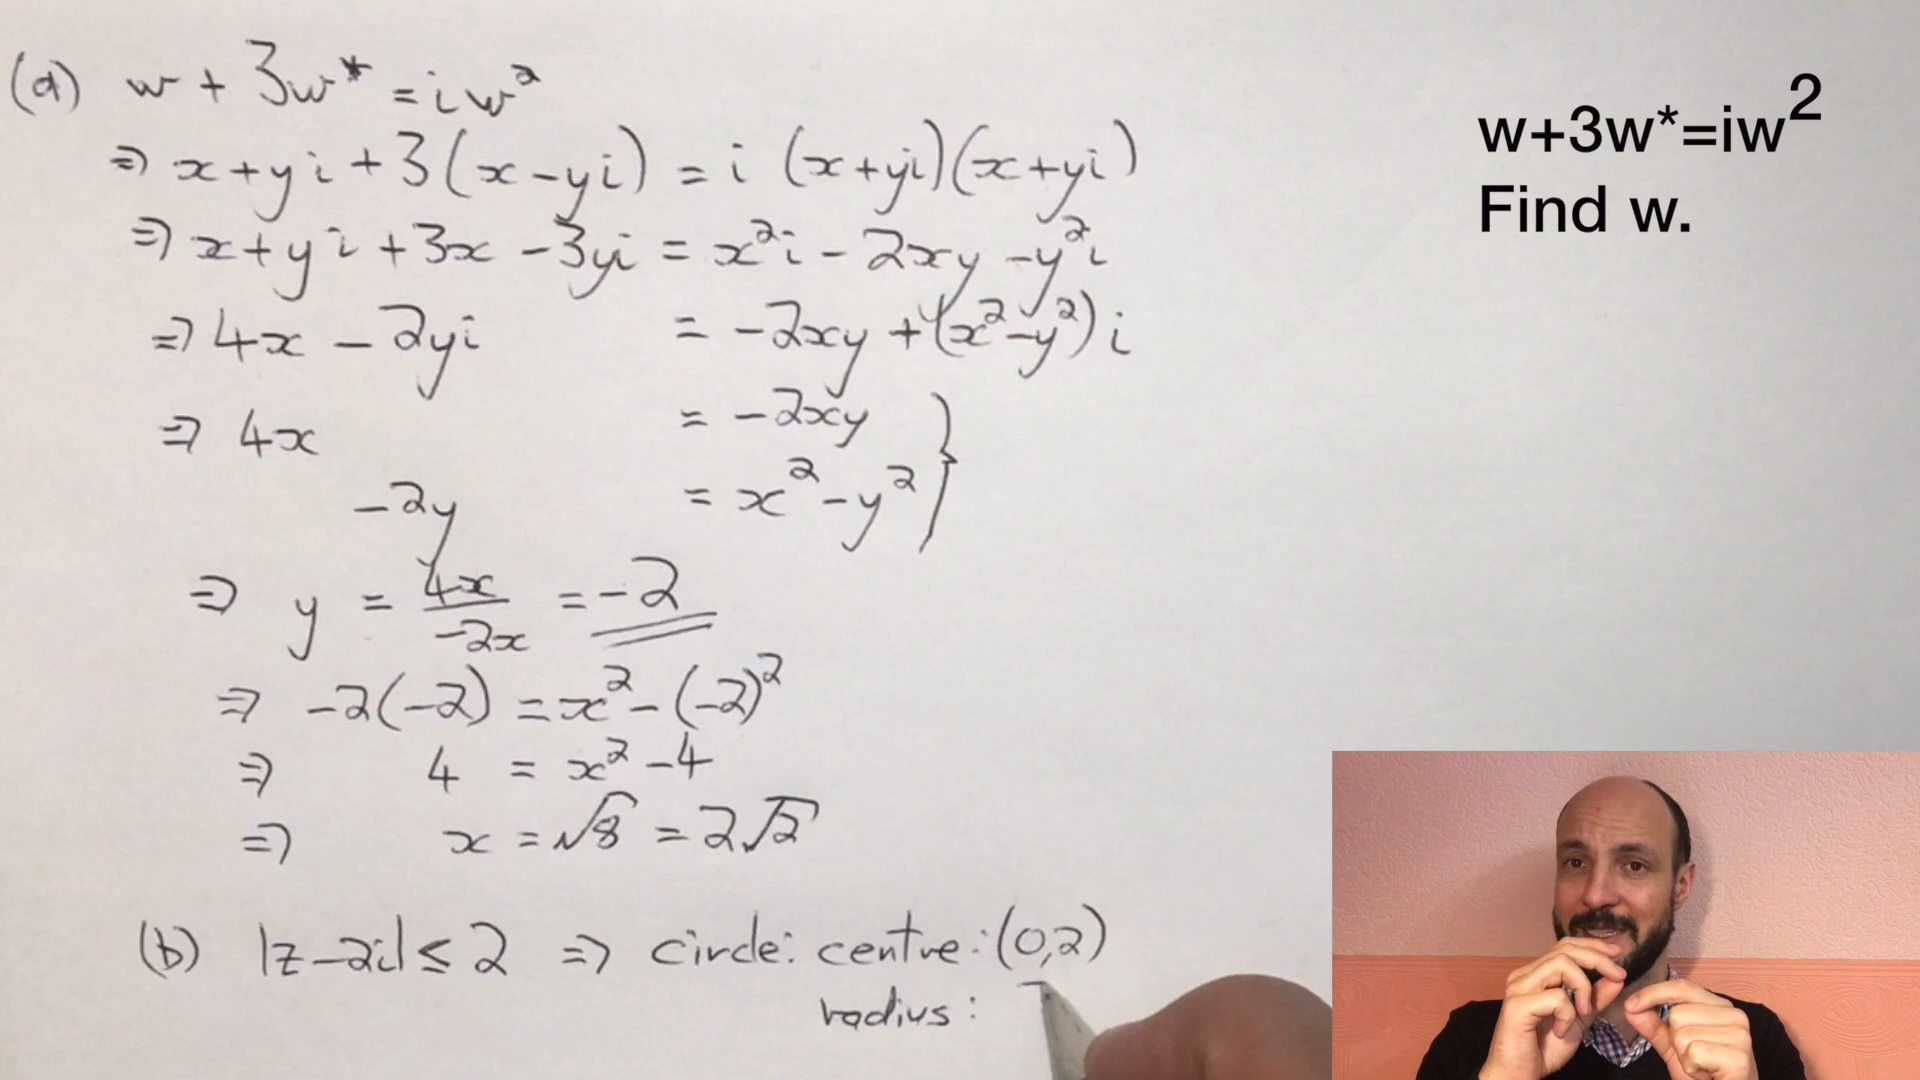 (a) w + 3w* = iw²
⇒ x+yi+3(x-yi) = i (x+yi)(x+yi)
⇒ x+yi+3x-3yi = x²i-2xy-y²i
⇒ 4x-2yi = -2xy+(x²-y²)i
⇒ 4x = -2xy }
-2y = x²-y²
⇒ y = 4x/-2x = -2
⇒ -2(-2) = x²-(-2)²
⇒ 4 = x²-4
⇒ x = √8 = 2√2
(b) |z-2i| ≤ 2 ⇒ circle: centre: (0,2)
radius:
w+3w*=iw²
Find w.